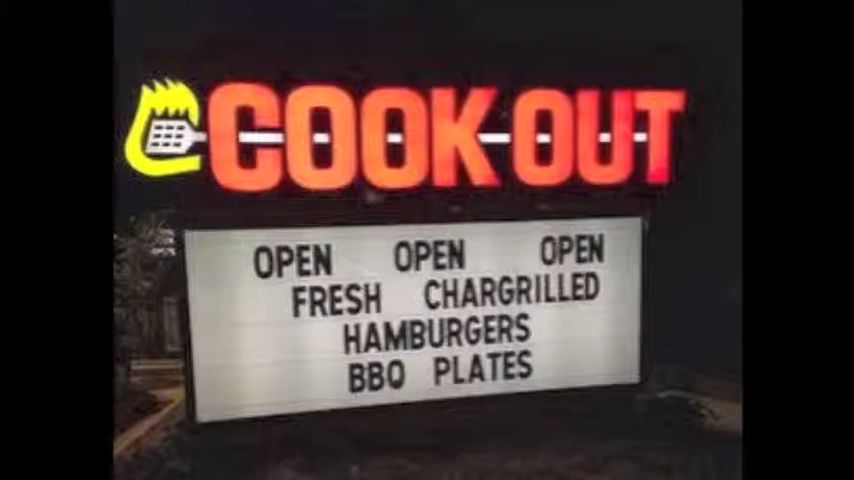 COOK OUT
OPEN OPEN OPEN
FRESH CHARGRILLED
HAMBURGERS
BBQ PLATES